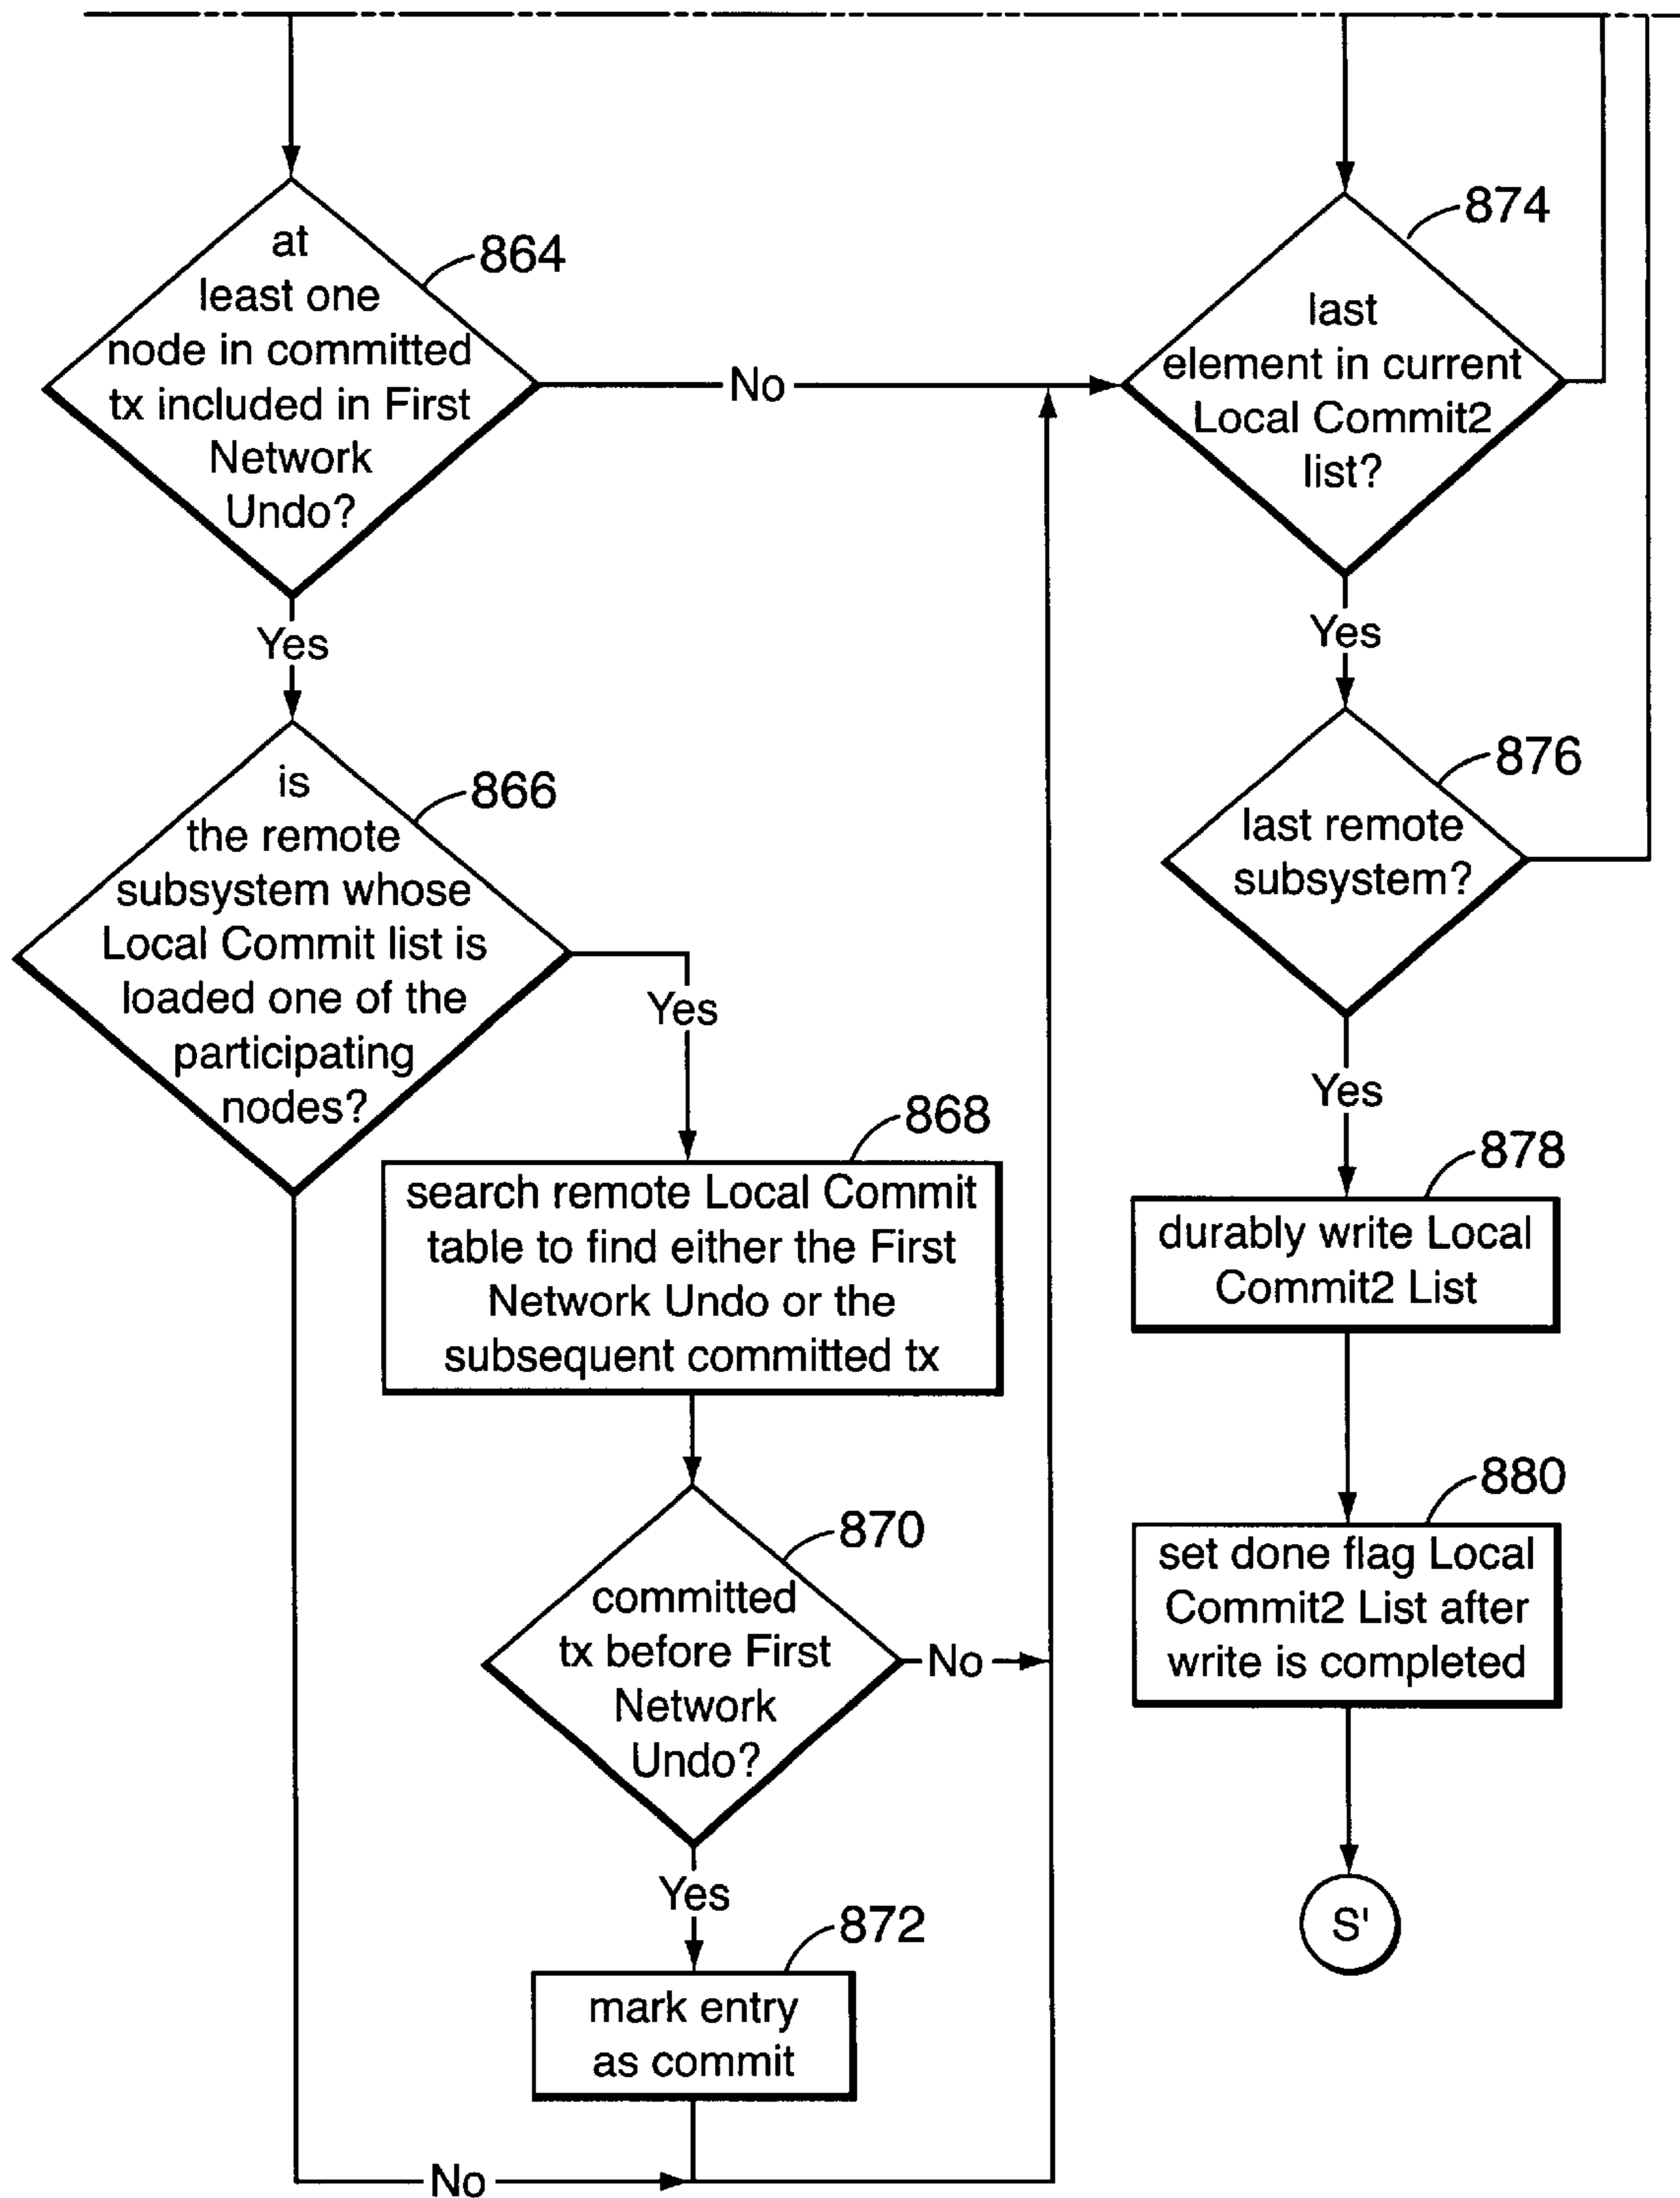 864
at
least one
node in committed
tx included in First
Network
Undo?
No
Yes
866
is
the remote
subsystem whose
Local Commit list is
loaded one of the
participating
nodes?
Yes
868
search remote Local Commit
table to find either the First
Network Undo or the
subsequent committed tx
870
committed
tx before First
Network
Undo?
No
Yes
872
mark entry
as commit
No
874
last
element in current
Local Commit2
list?
Yes
876
last remote
subsystem?
Yes
878
durably write Local
Commit2 List
880
set done flag Local
Commit2 List after
write is completed
S'